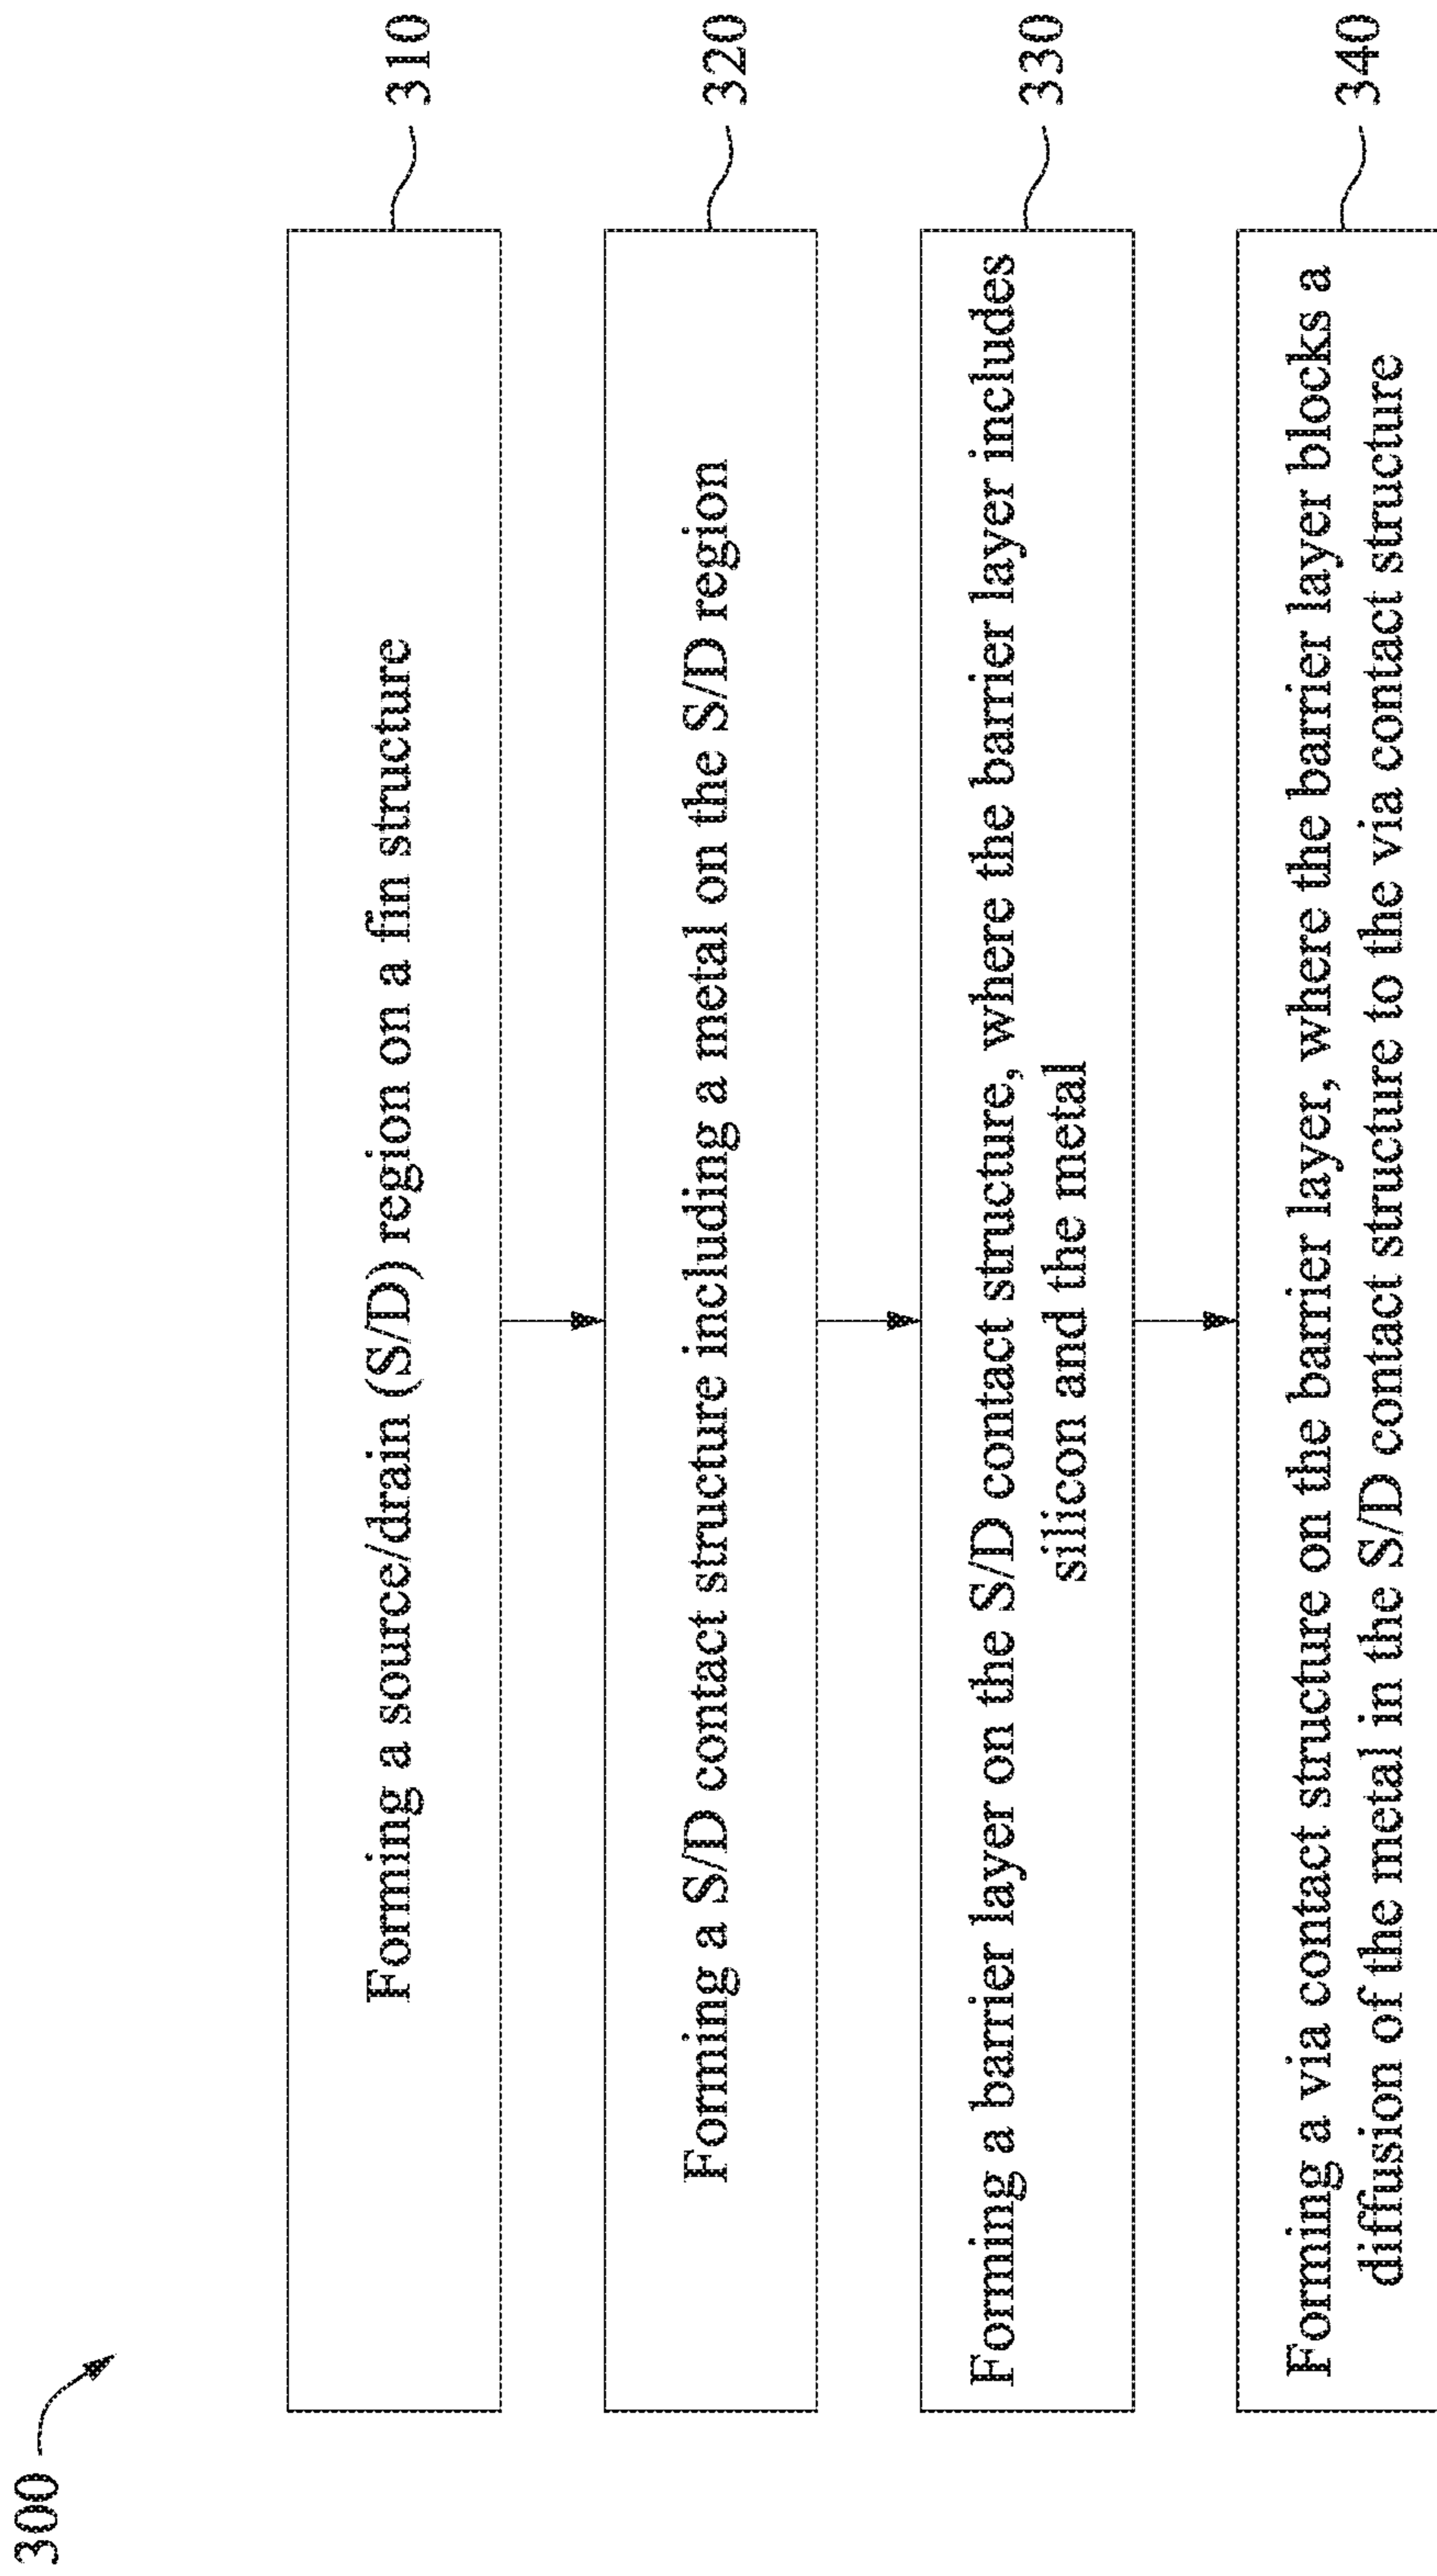 300
Forming a source/drain (S/D) region on a fin structure
310
Forming a S/D contact structure including a metal on the S/D region
320
Forming a barrier layer on the S/D contact structure, where the barrier layer includes
silicon and the metal
330
Forming a via contact structure on the barrier layer, where the barrier layer blocks a
diffusion of the metal in the S/D contact structure to the via contact structure
340